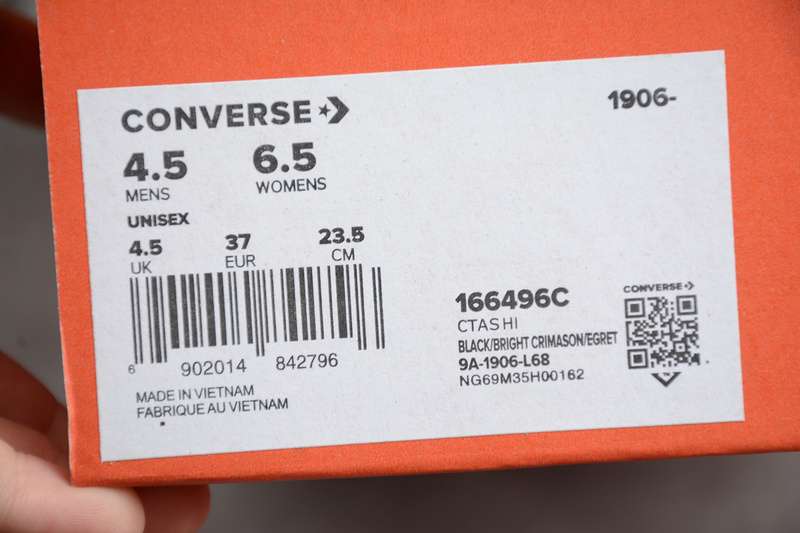 CONVERSE
1906-
4.5 6.5
MENS WOMENS
UNISEX
4.5 37 23.5
UK EUR CM
6 902014 842796
MADE IN VIETNAM
FABRIQUE AU VIETNAM
166496C
CTAS HI
BLACK/BRIGHT CRIMASON/EGRET
9A-1906-L68
NG69M35H00162
CONVERSE